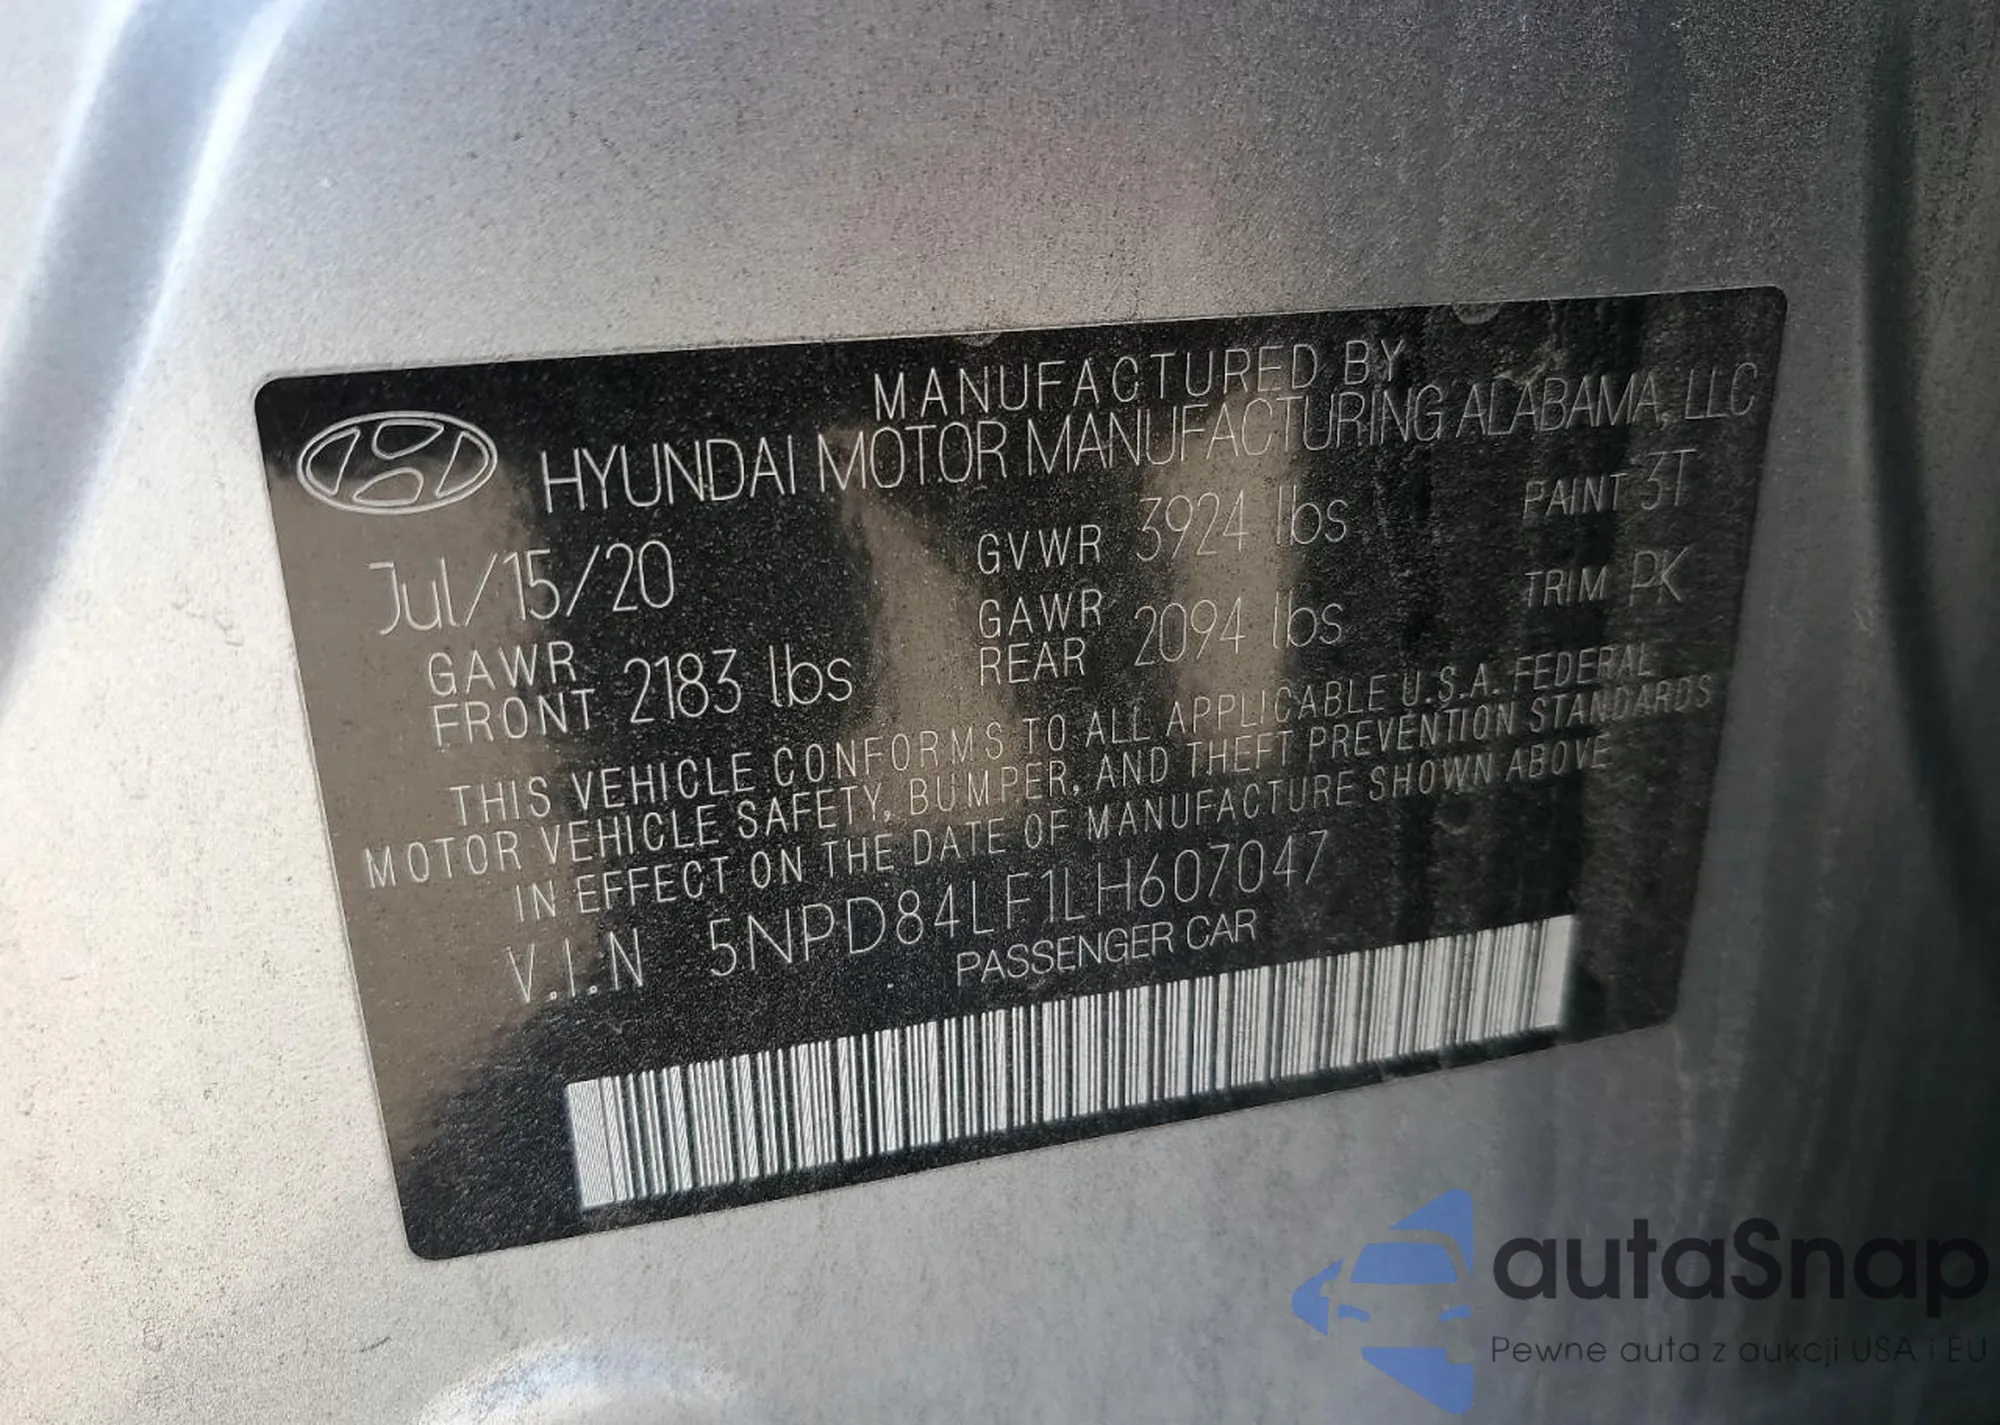 MANUFACTURED BY
HYUNDAI MOTOR MANUFACTURING ALABAMA, LLC
Jul/15/20 GVWR 3924 lbs PAINT 3T
GAWR FRONT 2183 lbs GAWR REAR 2094 lbs TRIM PK
THIS VEHICLE CONFORMS TO ALL APPLICABLE U.S.A. FEDERAL
MOTOR VEHICLE SAFETY, BUMPER, AND THEFT PREVENTION STANDARDS
IN EFFECT ON THE DATE OF MANUFACTURE SHOWN ABOVE
V.I.N 5NPD84LF1LH607047
PASSENGER CAR
autaSnap
Pewne auta z aukcji USA i EU